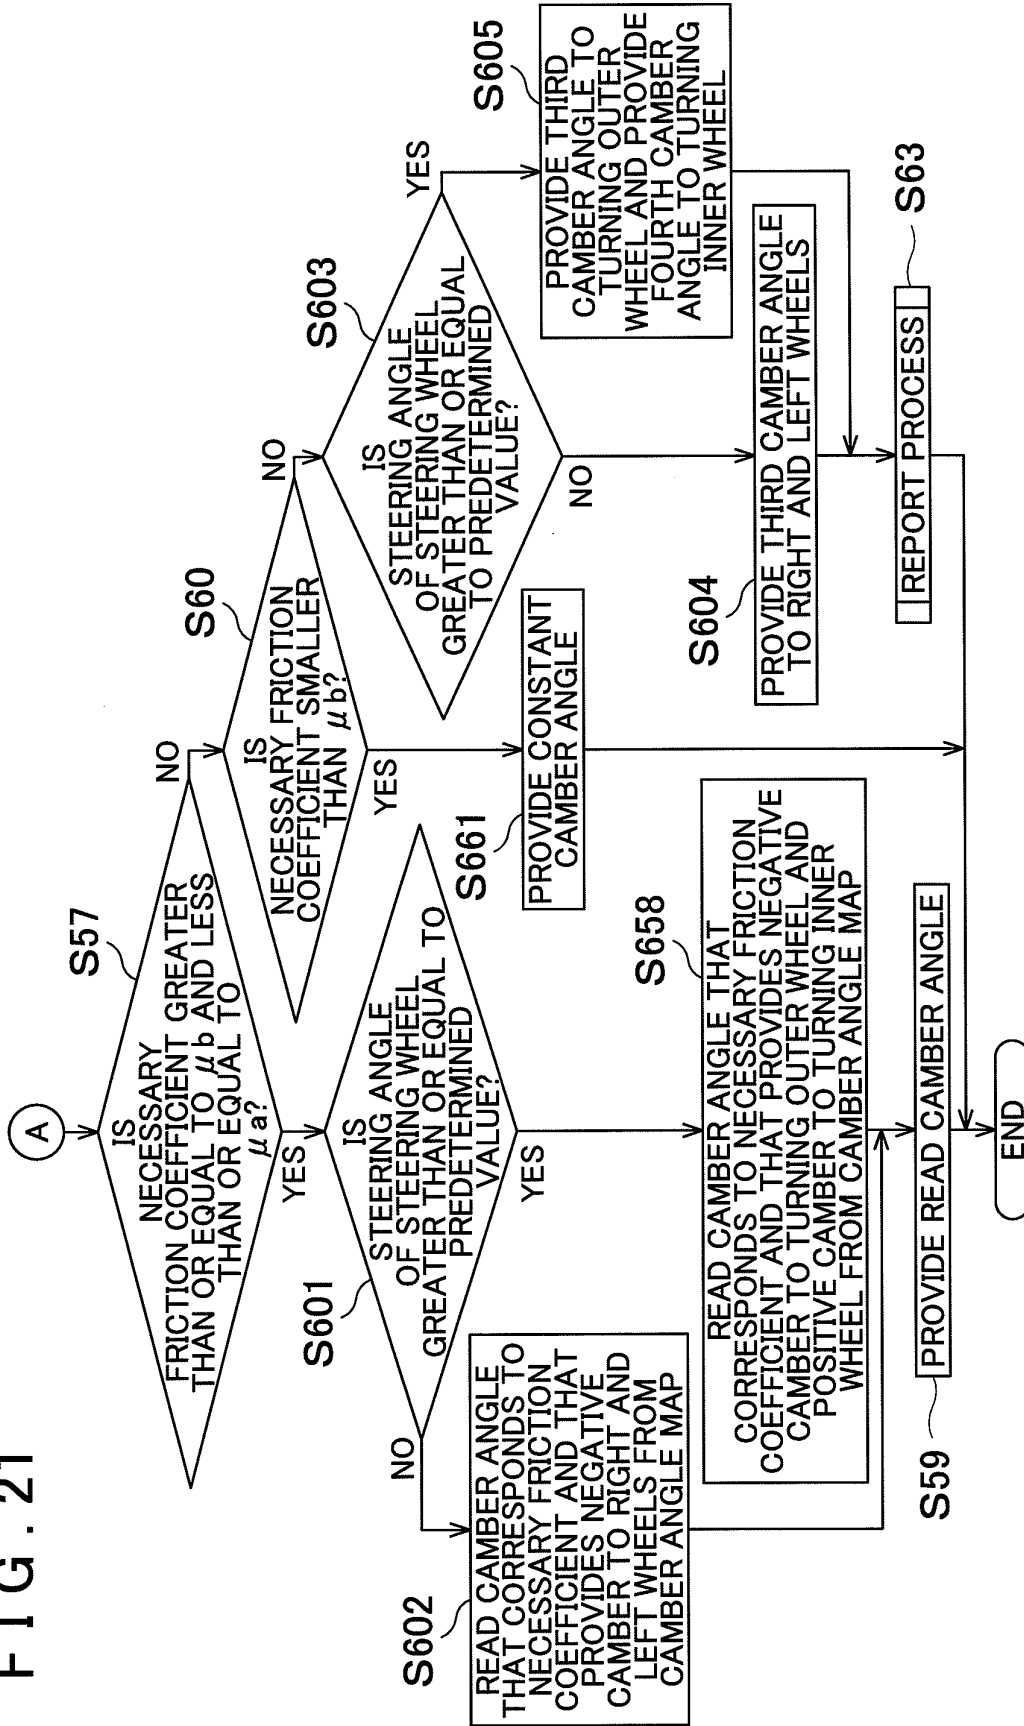 FIG. 21
A
S57
IS
NECESSARY
FRICTION COEFFICIENT GREATER
THAN OR EQUAL TO μb AND LESS
THAN OR EQUAL TO
μa?
NO
YES
S60
IS
NECESSARY FRICTION
COEFFICIENT SMALLER
THAN μb?
NO
YES
S601
IS
STEERING ANGLE
OF STEERING WHEEL
GREATER THAN OR EQUAL TO
PREDETERMINED
VALUE?
NO
YES
S603
IS
STEERING ANGLE
OF STEERING WHEEL
GREATER THAN OR EQUAL
TO PREDETERMINED
VALUE?
YES
NO
S602
READ CAMBER ANGLE
THAT CORRESPONDS TO
NECESSARY FRICTION
COEFFICIENT AND THAT
PROVIDES NEGATIVE
CAMBER TO RIGHT AND
LEFT WHEELS FROM
CAMBER ANGLE MAP
S661
PROVIDE CONSTANT
CAMBER ANGLE
S605
PROVIDE THIRD
CAMBER ANGLE TO
TURNING OUTER
WHEEL AND PROVIDE
FOURTH CAMBER
ANGLE TO TURNING
INNER WHEEL
S658
READ CAMBER ANGLE THAT
CORRESPONDS TO NECESSARY FRICTION
COEFFICIENT AND THAT PROVIDES NEGATIVE
CAMBER TO TURNING OUTER WHEEL AND
POSITIVE CAMBER TO TURNING INNER
WHEEL FROM CAMBER ANGLE MAP
S604
PROVIDE THIRD CAMBER ANGLE
TO RIGHT AND LEFT WHEELS
S59
PROVIDE READ CAMBER ANGLE
S63
REPORT PROCESS
END